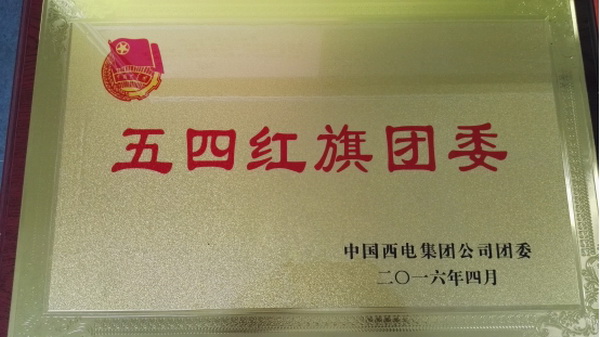 五四红旗团委
中国西电集团公司团委
二〇一六年四月